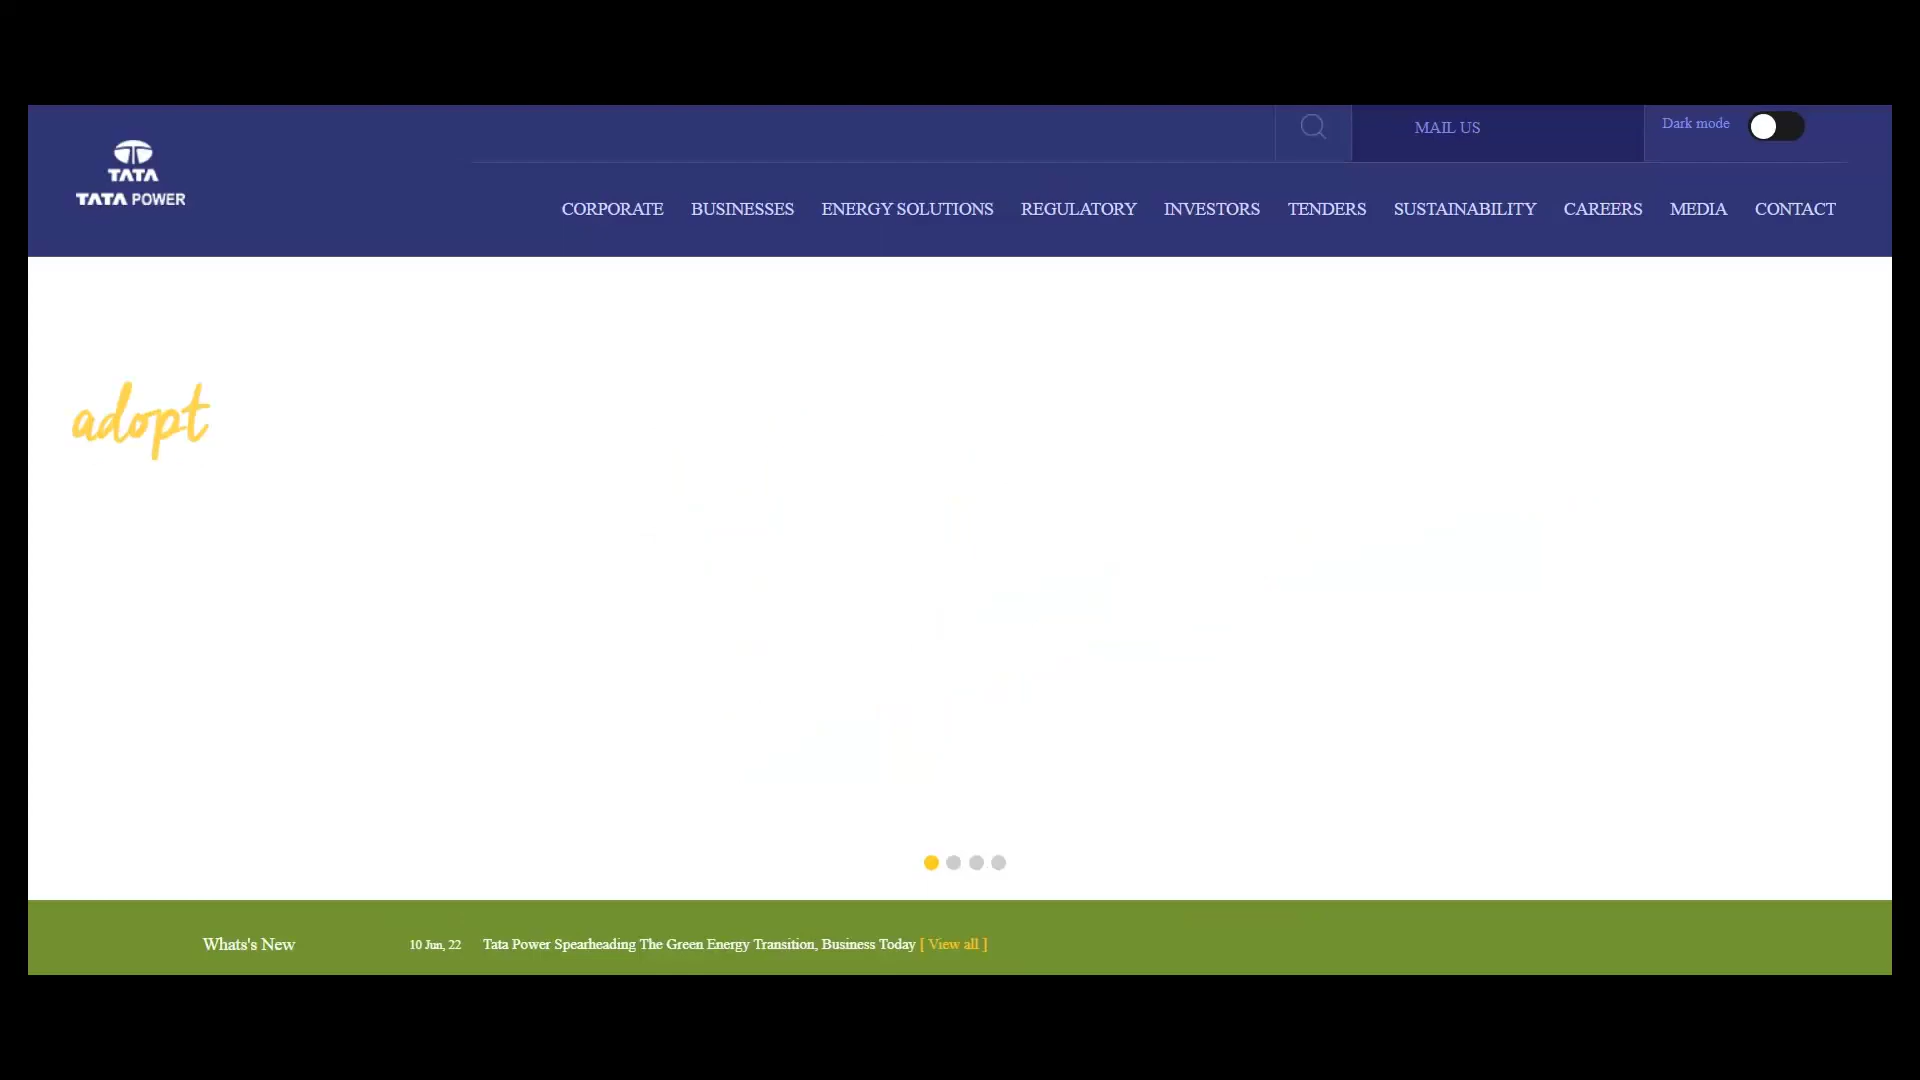 MAIL US
Dark mode
TATA
TATA POWER
CORPORATE BUSINESSES ENERGY SOLUTIONS REGULATORY INVESTORS TENDERS SUSTAINABILITY CAREERS MEDIA CONTACT
adopt
Whats's New 10 Jun, 22 Tata Power Spearheading The Green Energy Transition, Business Today [ View all ]